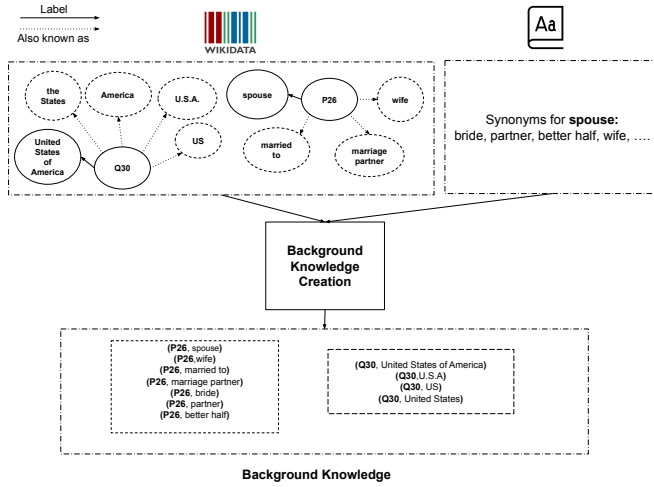 Label
Also known as
WIKIDATA
Aa
the
States
America
U.S.A.
US
United
States
of
America
Q30
spouse
P26
wife
married
to
marriage
partner
Synonyms for spouse:
bride, partner, better half, wife, ….
Background
Knowledge
Creation
(P26, spouse)
(P26,wife)
(P26, married to)
(P26, marriage partner)
(P26, bride)
(P26, partner)
(P26, better half)
(Q30, United States of America)
(Q30,U.S.A)
(Q30, US)
(Q30, United States)
Background Knowledge